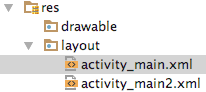 res
drawable
layout
activity_main.xml
activity_main2.xml